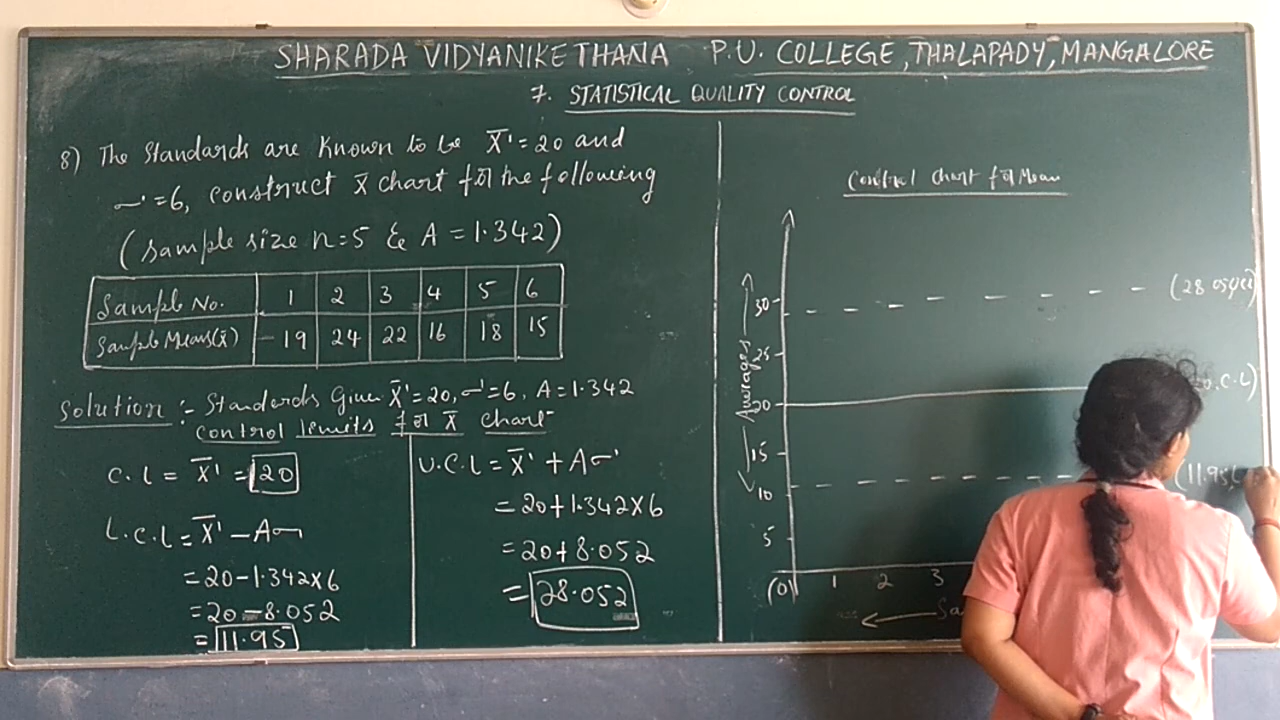 SHARADA VIDYANIKETHANA P.U. COLLEGE, THALAPADY, MANGALORE
7. STATISTICAL QUALITY CONTROL
8) The Standards are Known to be X̅' = 20 and
σ' = 6, construct x̅ chart for the following
(Sample size n = 5 & A = 1.342)
Sample No. 1 2 3 4 5 6
Sample Means(x̅) 19 24 22 16 18 15
Solution :- Standards Given X̅' = 20, σ' = 6, A = 1.342
control limits for X̅ chart
C.L = X̅' = 20
L.C.L = X̅' - Aσ
= 20 - 1.342 x 6
= 20 - 8.052
= 11.95
U.C.L = X̅' + Aσ'
= 20 + 1.342 x 6
= 20 + 8.052
= 28.052
Control chart for Mean
Averages
30
25
20
15
10
5
(0) 1 2 3
(28.05
C.L)
(11.95